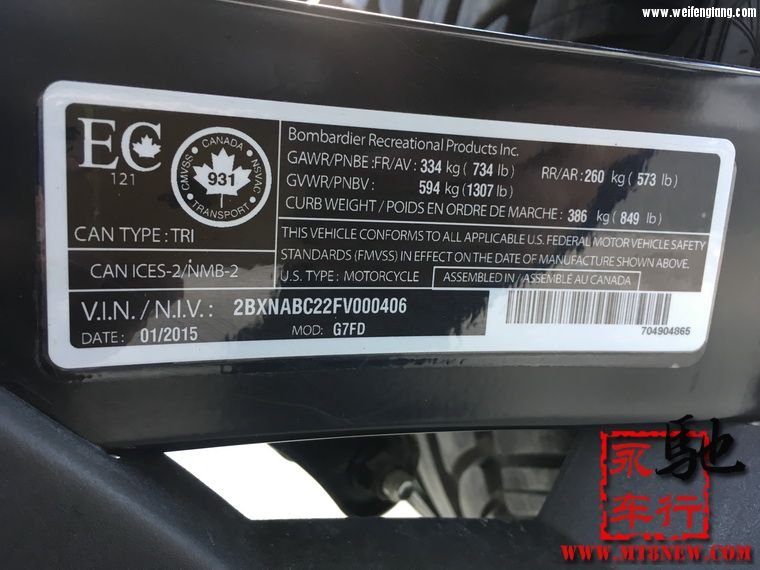 www.weifengtang.com
EC
121
CMVSS CANADA NSVAC
931
TRANSPORT
CAN TYPE: TRI
CAN ICES-2/NMB-2
Bombardier Recreational Products Inc.
GAWR/PNBE :FR/AV: 334 kg ( 734 lb) RR/AR: 260 kg ( 573 lb )
GVWR/PNBV : 594 kg (1307 lb)
CURB WEIGHT / POIDS EN ORDRE DE MARCHE : 386 kg ( 849 lb )
THIS VEHICLE CONFORMS TO ALL APPLICABLE U.S. FEDERAL MOTOR VEHICLE SAFETY
STANDARDS (FMVSS) IN EFFECT ON THE DATE OF MANUFACTURE SHOWN ABOVE.
U.S. TYPE: MOTORCYCLE ASSEMBLED IN / ASSEMBLÉ AU CANADA
V.I.N. / N.I.V.: 2BXNABC22FV000406
DATE: 01/2015 MOD: G7FD
704904865
永馳
车行
WWW.MT8NEW.COM